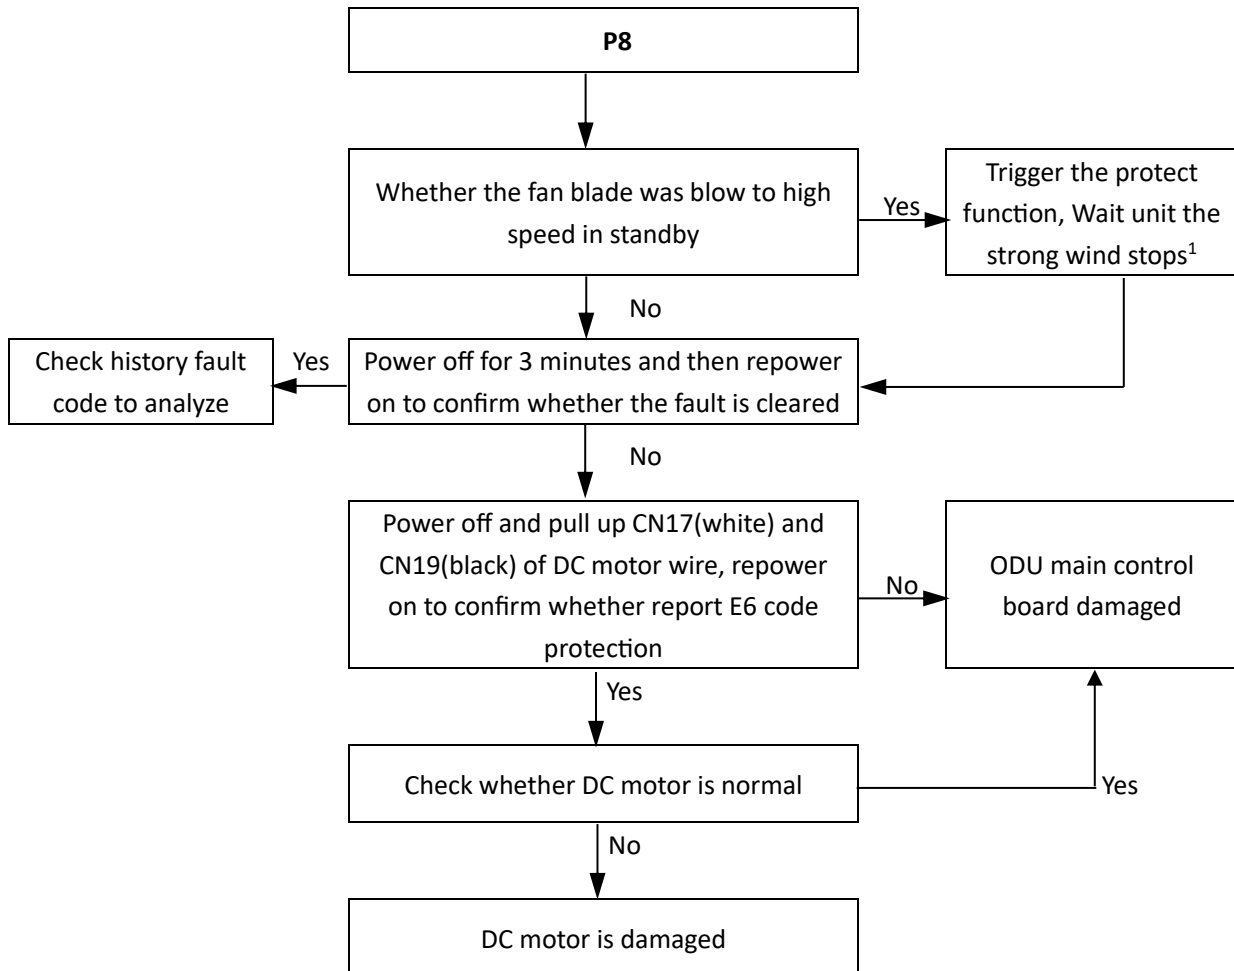 P8
Whether the fan blade was blow to high
speed in standby
Yes
Trigger the protect
function, Wait unit the
strong wind stops¹
No
Check history fault
code to analyze
Yes
Power off for 3 minutes and then repower
on to confirm whether the fault is cleared
No
Power off and pull up CN17(white) and
CN19(black) of DC motor wire, repower
on to confirm whether report E6 code
protection
No
ODU main control
board damaged
Yes
Check whether DC motor is normal
Yes
No
DC motor is damaged